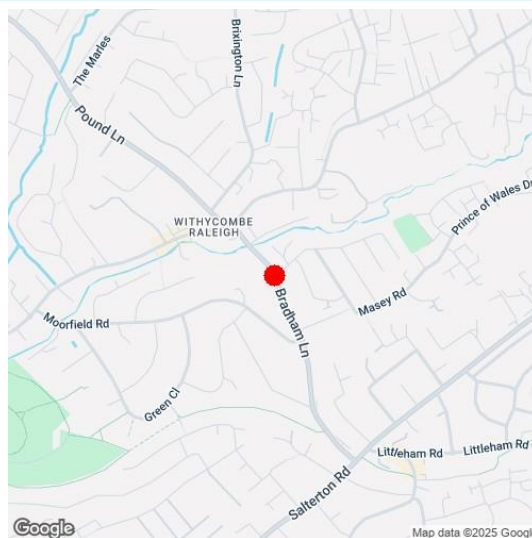 Brixington Ln
The Marles
Pound Ln
WITHYCOMBE
RALEIGH
Prince of Wales Dr
Bradham Ln
Masey Rd
Moorfield Rd
Green Cl
Littleham Rd
Littleham Rd
Salterton Rd
Google
Map data ©2025 Googl